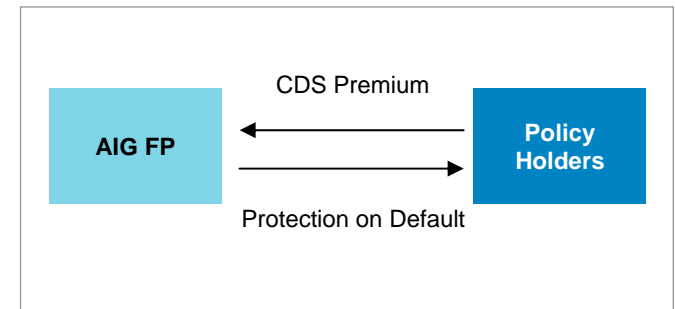 CDS Premium
AIG FP
Policy
Holders
Protection on Default